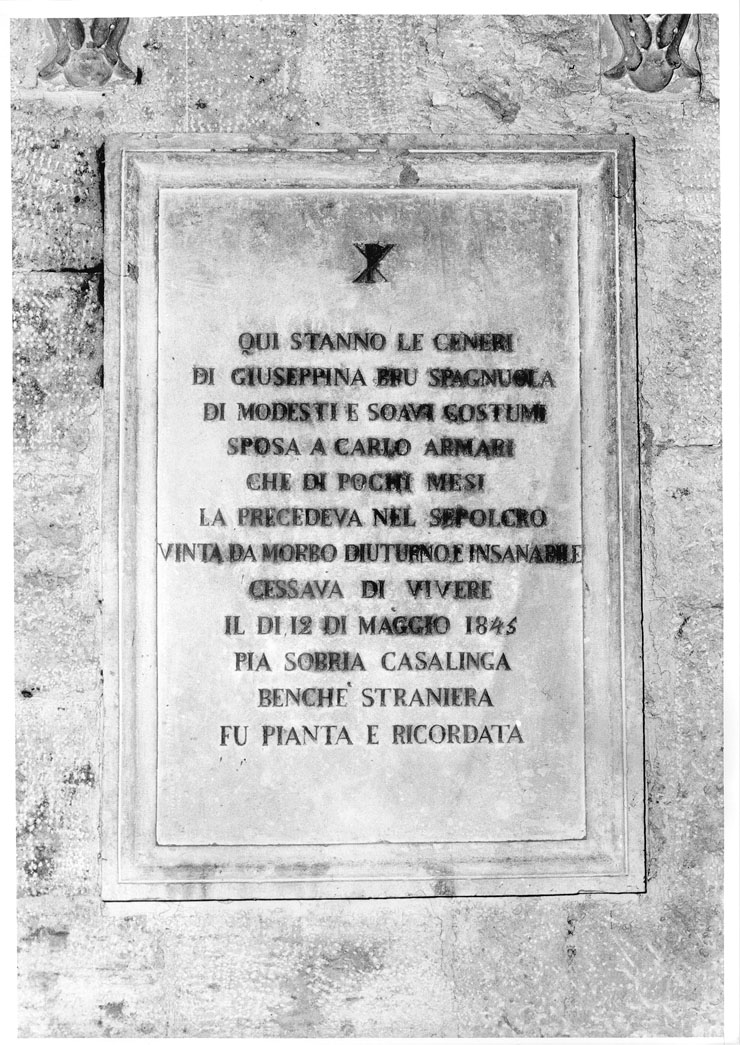 QUI STANNO LE CENERI
DI GIUSEPPINA BRU SPAGNUOLA
DI MODESTI E SOAVI COSTUMI
SPOSA A CARLO ARMARI
CHE DI POCHI MESI
LA PRECEDEVA NEL SEPOLCRO
VINTA DA MORBO DIUTURNO E INSANABILE
CESSAVA DI VIVERE
IL DI 12 DI MAGGIO 1845
PIA SOBRIA CASALINGA
BENCHE' STRANIERA
FU PIANTA E RICORDATA